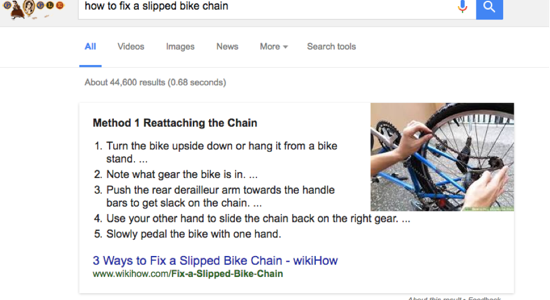 how to fix a slipped bike chain
All Videos Images News More Search tools
About 44,600 results (0.68 seconds)
Method 1 Reattaching the Chain
1. Turn the bike upside down or hang it from a bike
stand. ...
2. Note what gear the bike is in. ...
3. Push the rear derailleur arm towards the handle
bars to get slack on the chain. ...
4. Use your other hand to slide the chain back on the right gear. ...
5. Slowly pedal the bike with one hand.
3 Ways to Fix a Slipped Bike Chain - wikiHow
www.wikihow.com/Fix-a-Slipped-Bike-Chain
About this result • Feedback